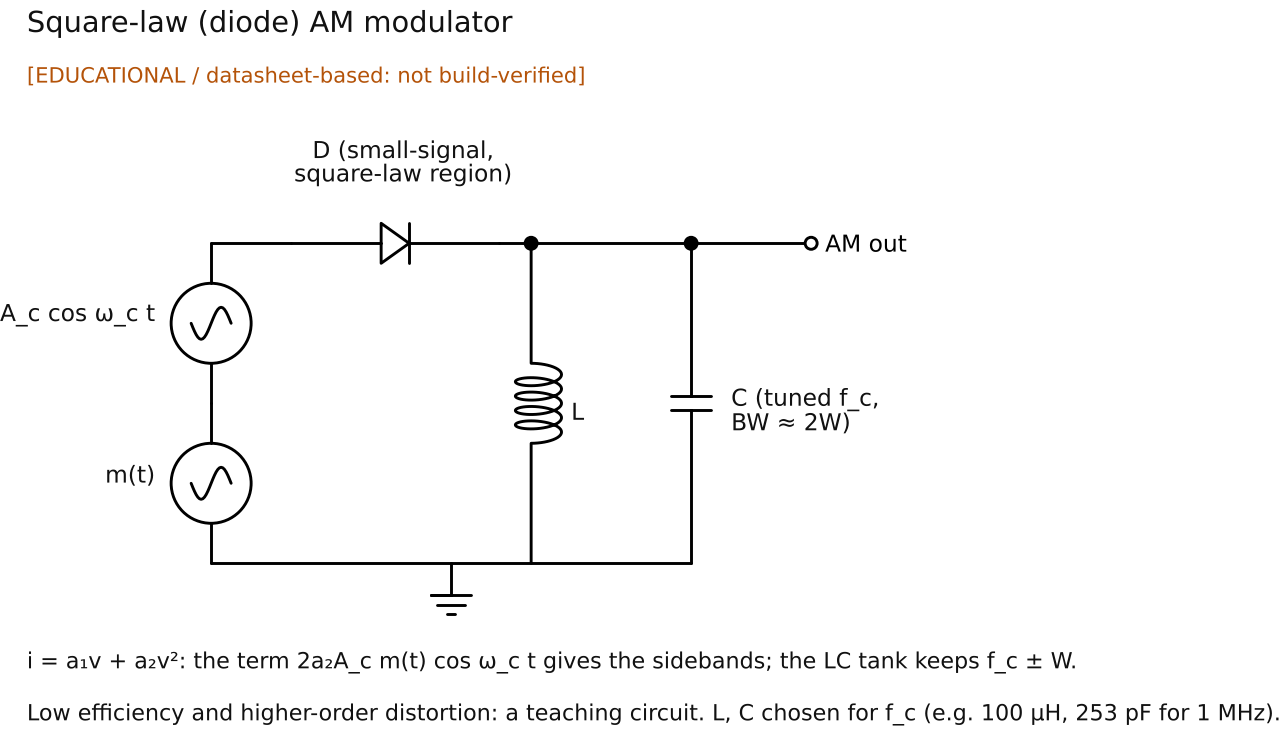 Square-law (diode) AM modulator
[EDUCATIONAL / datasheet-based: not build-verified]
D (small-signal,
square-law region)
AM out
A_c cos ω_c t
L
C (tuned f_c,
BW ≈ 2W)
m(t)
i = a₁v + a₂v²: the term 2a₂A_c m(t) cos ω_c t gives the sidebands; the LC tank keeps f_c ± W.
Low efficiency and higher-order distortion: a teaching circuit. L, C chosen for f_c (e.g. 100 µH, 253 pF for 1 MHz).